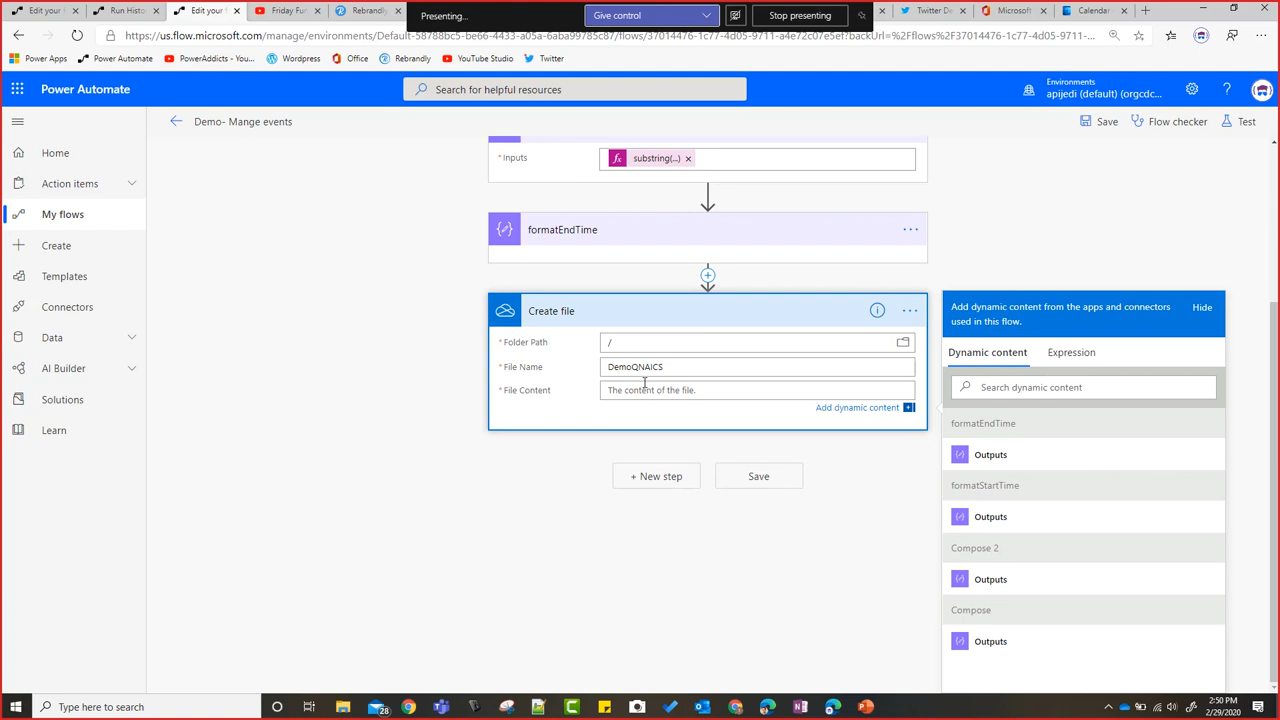 Edit your f
Run Histo
Edit your f
Friday Fun
Rebrandly
Presenting...
Give control
Stop presenting
Twitter De
Microsoft
Calendar -
https://us.flow.microsoft.com/manage/environments/Default-58788bc5-be66-4433-a05a-6aba99785c87/flows/37014476-1c77-4d05-9711-a4e72c07e5ef?backUrl=%2Fflows%2F37014476-1c77-4d05-9711-...
Power Apps
Power Automate
PowerAddicts - You...
Wordpress
Office
Rebrandly
YouTube Studio
Twitter
Power Automate
Search for helpful resources
Environments
apijedi (default) (orgcdc...
Demo- Mange events
Save
Flow checker
Test
Home
Action items
My flows
Create
Templates
Connectors
Data
AI Builder
Solutions
Learn
* Inputs
substring(...)
formatEndTime
Create file
* Folder Path
/
* File Name
DemoQNAICS
* File Content
The content of the file.
Add dynamic content
+ New step
Save
Add dynamic content from the apps and connectors
used in this flow.
Hide
Dynamic content
Expression
Search dynamic content
formatEndTime
Outputs
formatStartTime
Outputs
Compose 2
Outputs
Compose
Outputs
Type here to search
28
2:50 PM
2/29/2020